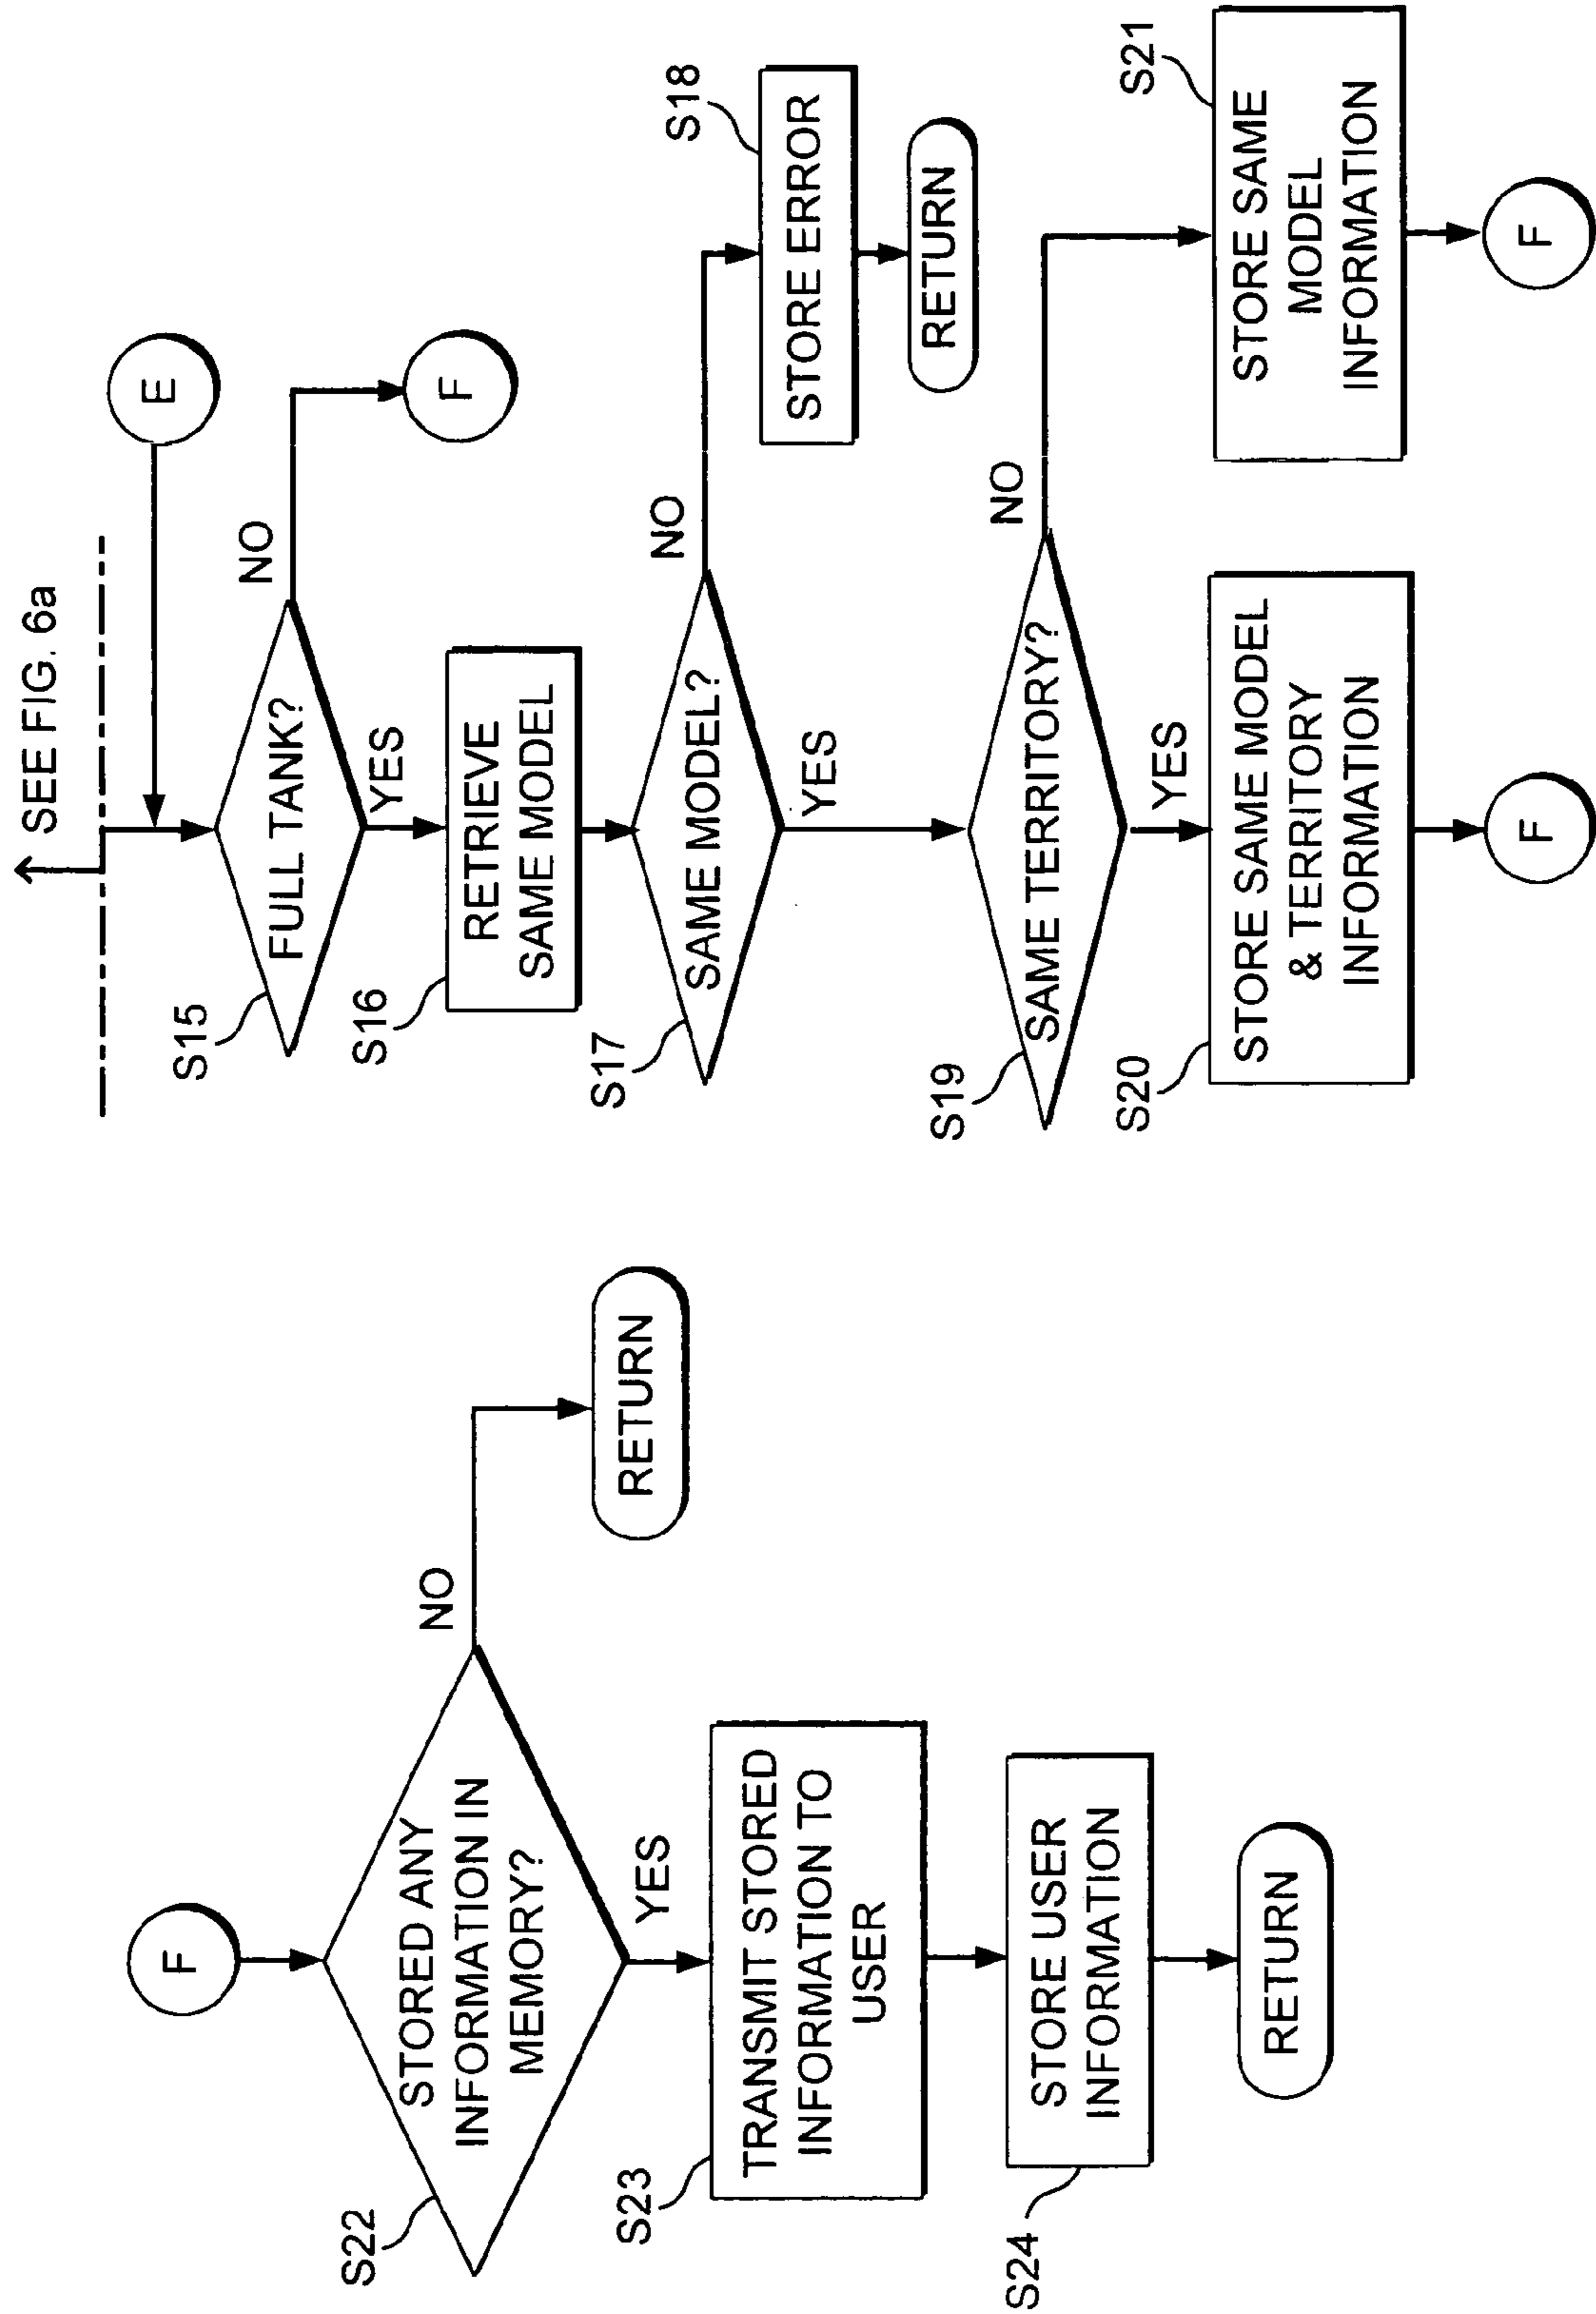 SEE FIG. 6a
E
S15
FULL TANK?
NO
F
YES
S16
RETRIEVE
SAME MODEL
S17
SAME MODEL?
NO
S18
STORE ERROR
RETURN
YES
S19
SAME TERRITORY?
NO
S21
STORE SAME
MODEL
INFORMATION
F
YES
S20
STORE SAME MODEL
& TERRITORY
INFORMATION
F
F
S22
STORED ANY
INFORMATION IN
MEMORY?
NO
RETURN
YES
S23
TRANSMIT STORED
INFORMATION TO
USER
S24
STORE USER
INFORMATION
RETURN